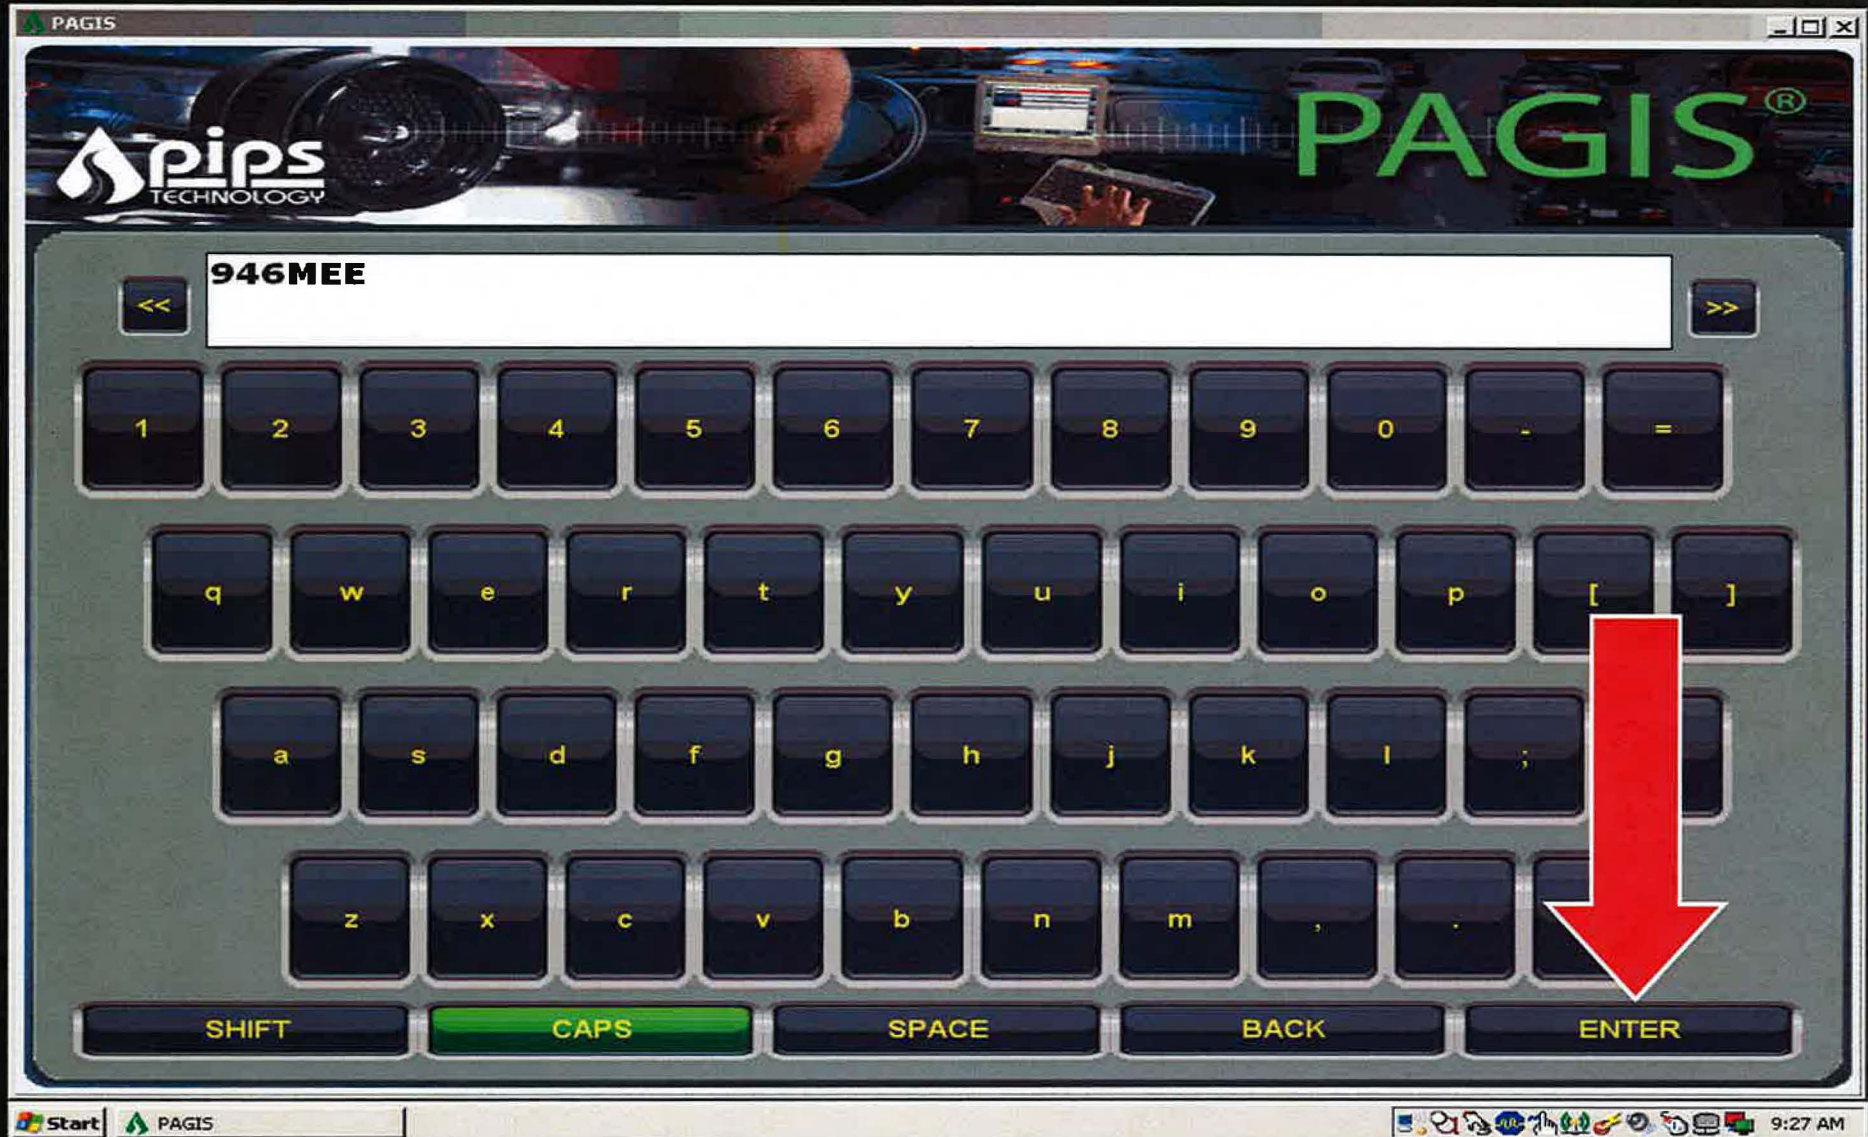 PAGIS
pips
TECHNOLOGY
PAGIS®
946MEE
<< >>
1 2 3 4 5 6 7 8 9 0 - =
q w e r t y u i o p [ ]
a s d f g h j k l ;
z x c v b n m , .
SHIFT CAPS SPACE BACK ENTER
Start PAGIS 9:27 AM